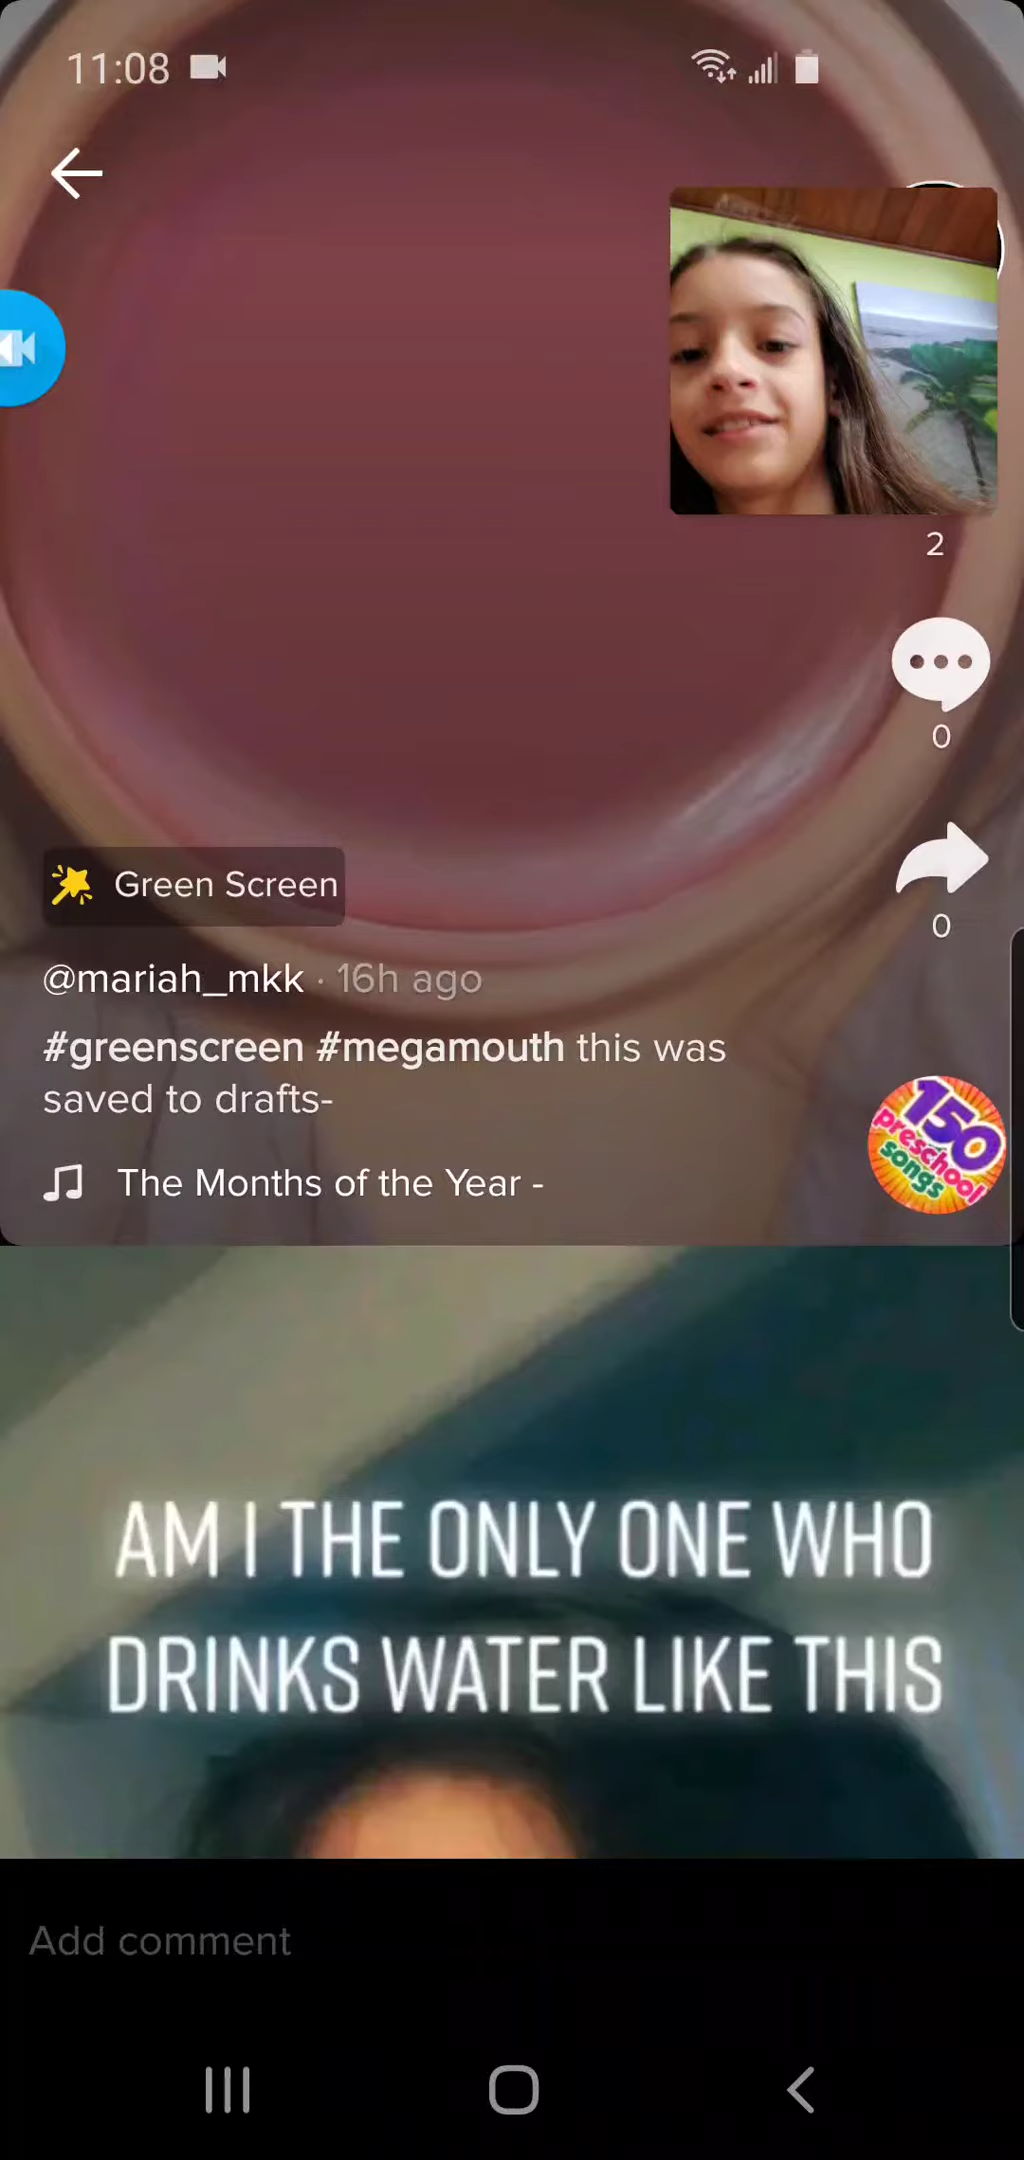 11:08
2
0
0
Green Screen
@mariah_mkk · 16h ago
#greenscreen #megamouth this was
saved to drafts-
The Months of the Year -
150
preschool
songs
AM I THE ONLY ONE WHO
DRINKS WATER LIKE THIS
Add comment